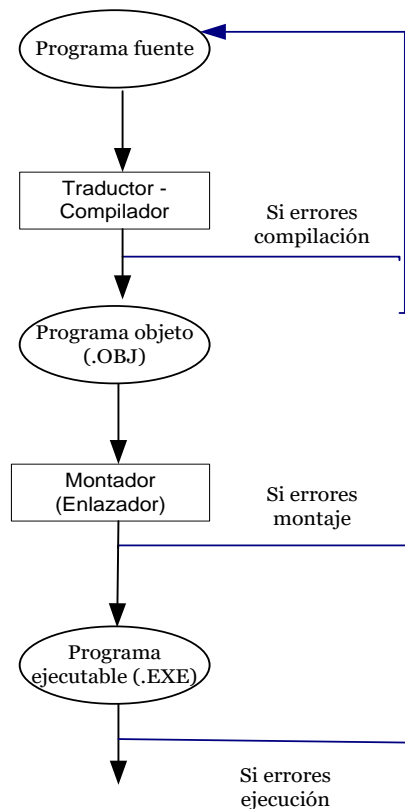 Programa fuente
Traductor -
Compilador
Si errores
compilación
Programa objeto
(.OBJ)
Montador
(Enlazador)
Si errores
montaje
Programa
ejecutable (.EXE)
Si errores
ejecución